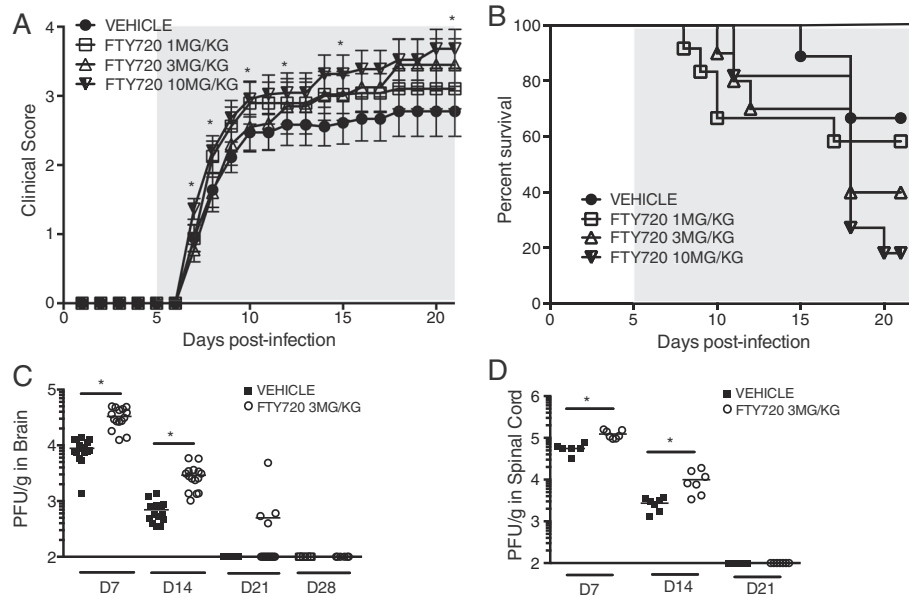 A
VEHICLE
FTY720 1MG/KG
FTY720 3MG/KG
FTY720 10MG/KG
Clinical Score
4
3
2
1
0
* * * * * *
0 5 10 15 20
Days post-infection
B
Percent survival
100
80
60
40
20
0
VEHICLE
FTY720 1MG/KG
FTY720 3MG/KG
FTY720 10MG/KG
0 5 10 15 20
Days post-infection
C
PFU/g in Brain
5
4
3
2
VEHICLE
FTY720 3MG/KG
*
*
D7 D14 D21 D28
D
PFU/g in Spinal Cord
6
5
4
3
2
VEHICLE
FTY720 3MG/KG
*
*
D7 D14 D21